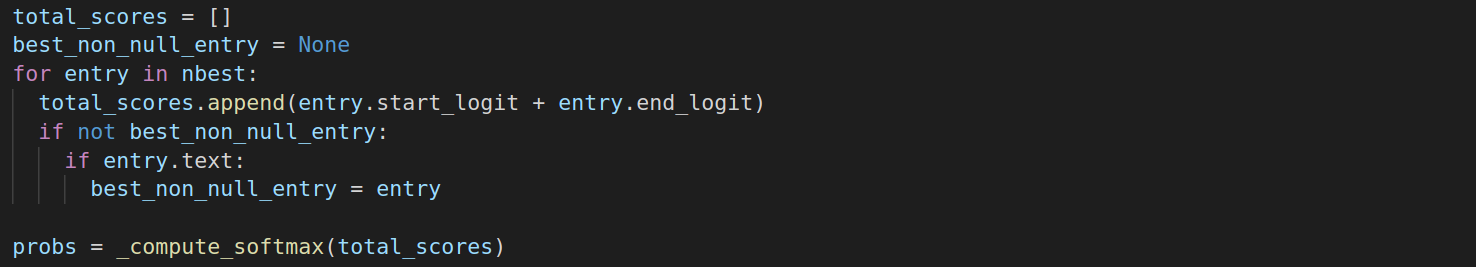 total_scores = []
best_non_null_entry = None
for entry in nbest:
  total_scores.append(entry.start_logit + entry.end_logit)
  if not best_non_null_entry:
    if entry.text:
      best_non_null_entry = entry

probs = _compute_softmax(total_scores)